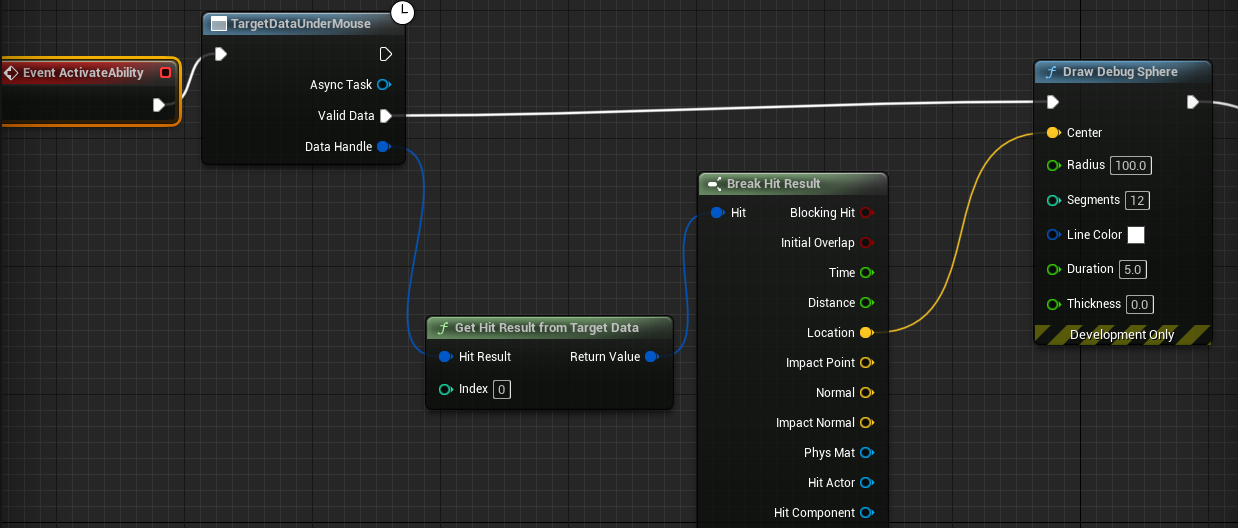 TargetDataUnderMouse
Event ActivateAbility
Async Task
Valid Data
Data Handle
Get Hit Result from Target Data
Hit Result
Return Value
Index 0
Break Hit Result
Hit
Blocking Hit
Initial Overlap
Time
Distance
Location
Impact Point
Normal
Impact Normal
Phys Mat
Hit Actor
Hit Component
Draw Debug Sphere
Center
Radius 100.0
Segments 12
Line Color
Duration 5.0
Thickness 0.0
Development Only